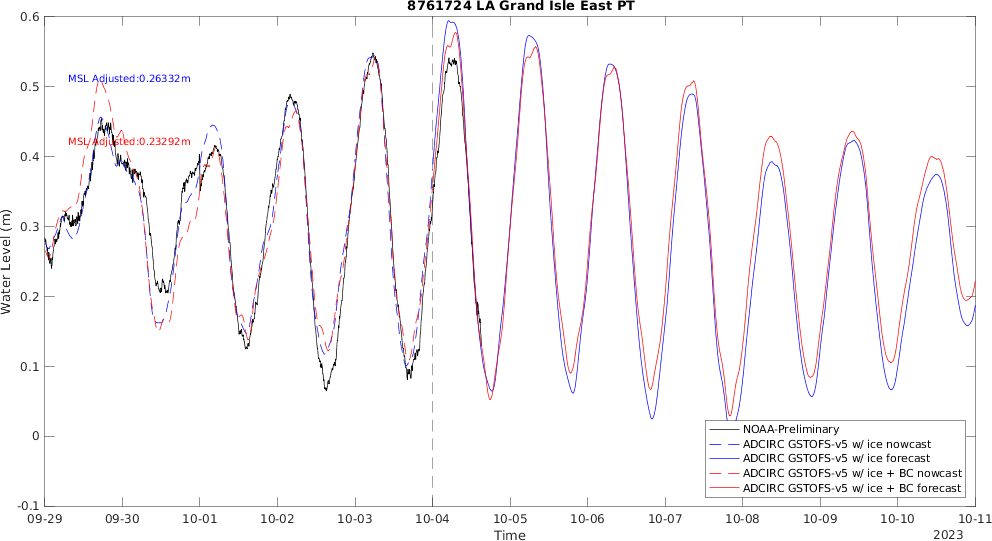 8761724 LA Grand Isle East PT
0.6
0.5
0.4
0.3
0.2
0.1
0
-0.1
Water Level (m)
MSL Adjusted:0.26332m
MSL Adjusted:0.23292m
NOAA-Preliminary
ADCIRC GSTOFS-v5 w/ ice nowcast
ADCIRC GSTOFS-v5 w/ ice forecast
ADCIRC GSTOFS-v5 w/ ice + BC nowcast
ADCIRC GSTOFS-v5 w/ ice + BC forecast
09-29 09-30 10-01 10-02 10-03 10-04 10-05 10-06 10-07 10-08 10-09 10-10 10-11
Time
2023